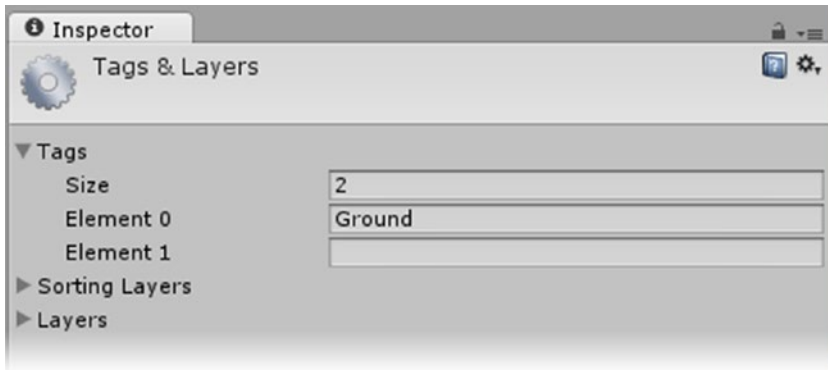 Inspector
Tags & Layers
Tags
Size 2
Element 0 Ground
Element 1
Sorting Layers
Layers